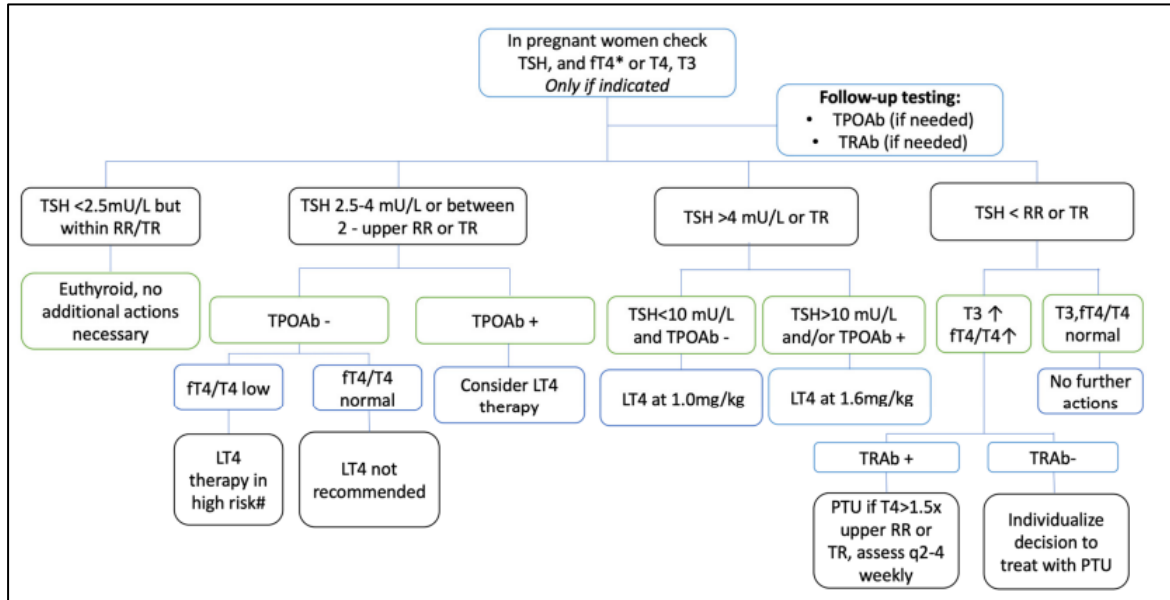 In pregnant women check
TSH, and fT4* or T4, T3
Only if indicated
Follow-up testing:
• TPOAb (if needed)
• TRAb (if needed)
TSH <2.5mU/L but
within RR/TR
TSH 2.5-4 mU/L or between
2 - upper RR or TR
TSH >4 mU/L or TR
TSH < RR or TR
Euthyroid, no
additional actions
necessary
TPOAb -
TPOAb +
TSH<10 mU/L
and TPOAb -
TSH>10 mU/L
and/or TPOAb +
T3 ↑
fT4/T4↑
T3,fT4/T4
normal
fT4/T4 low
fT4/T4
normal
Consider LT4
therapy
LT4 at 1.0mg/kg
LT4 at 1.6mg/kg
No further
actions
LT4
therapy in
high risk#
LT4 not
recommended
TRAb +
TRAb-
PTU if T4>1.5x
upper RR or
TR, assess q2-4
weekly
Individualize
decision to
treat with PTU